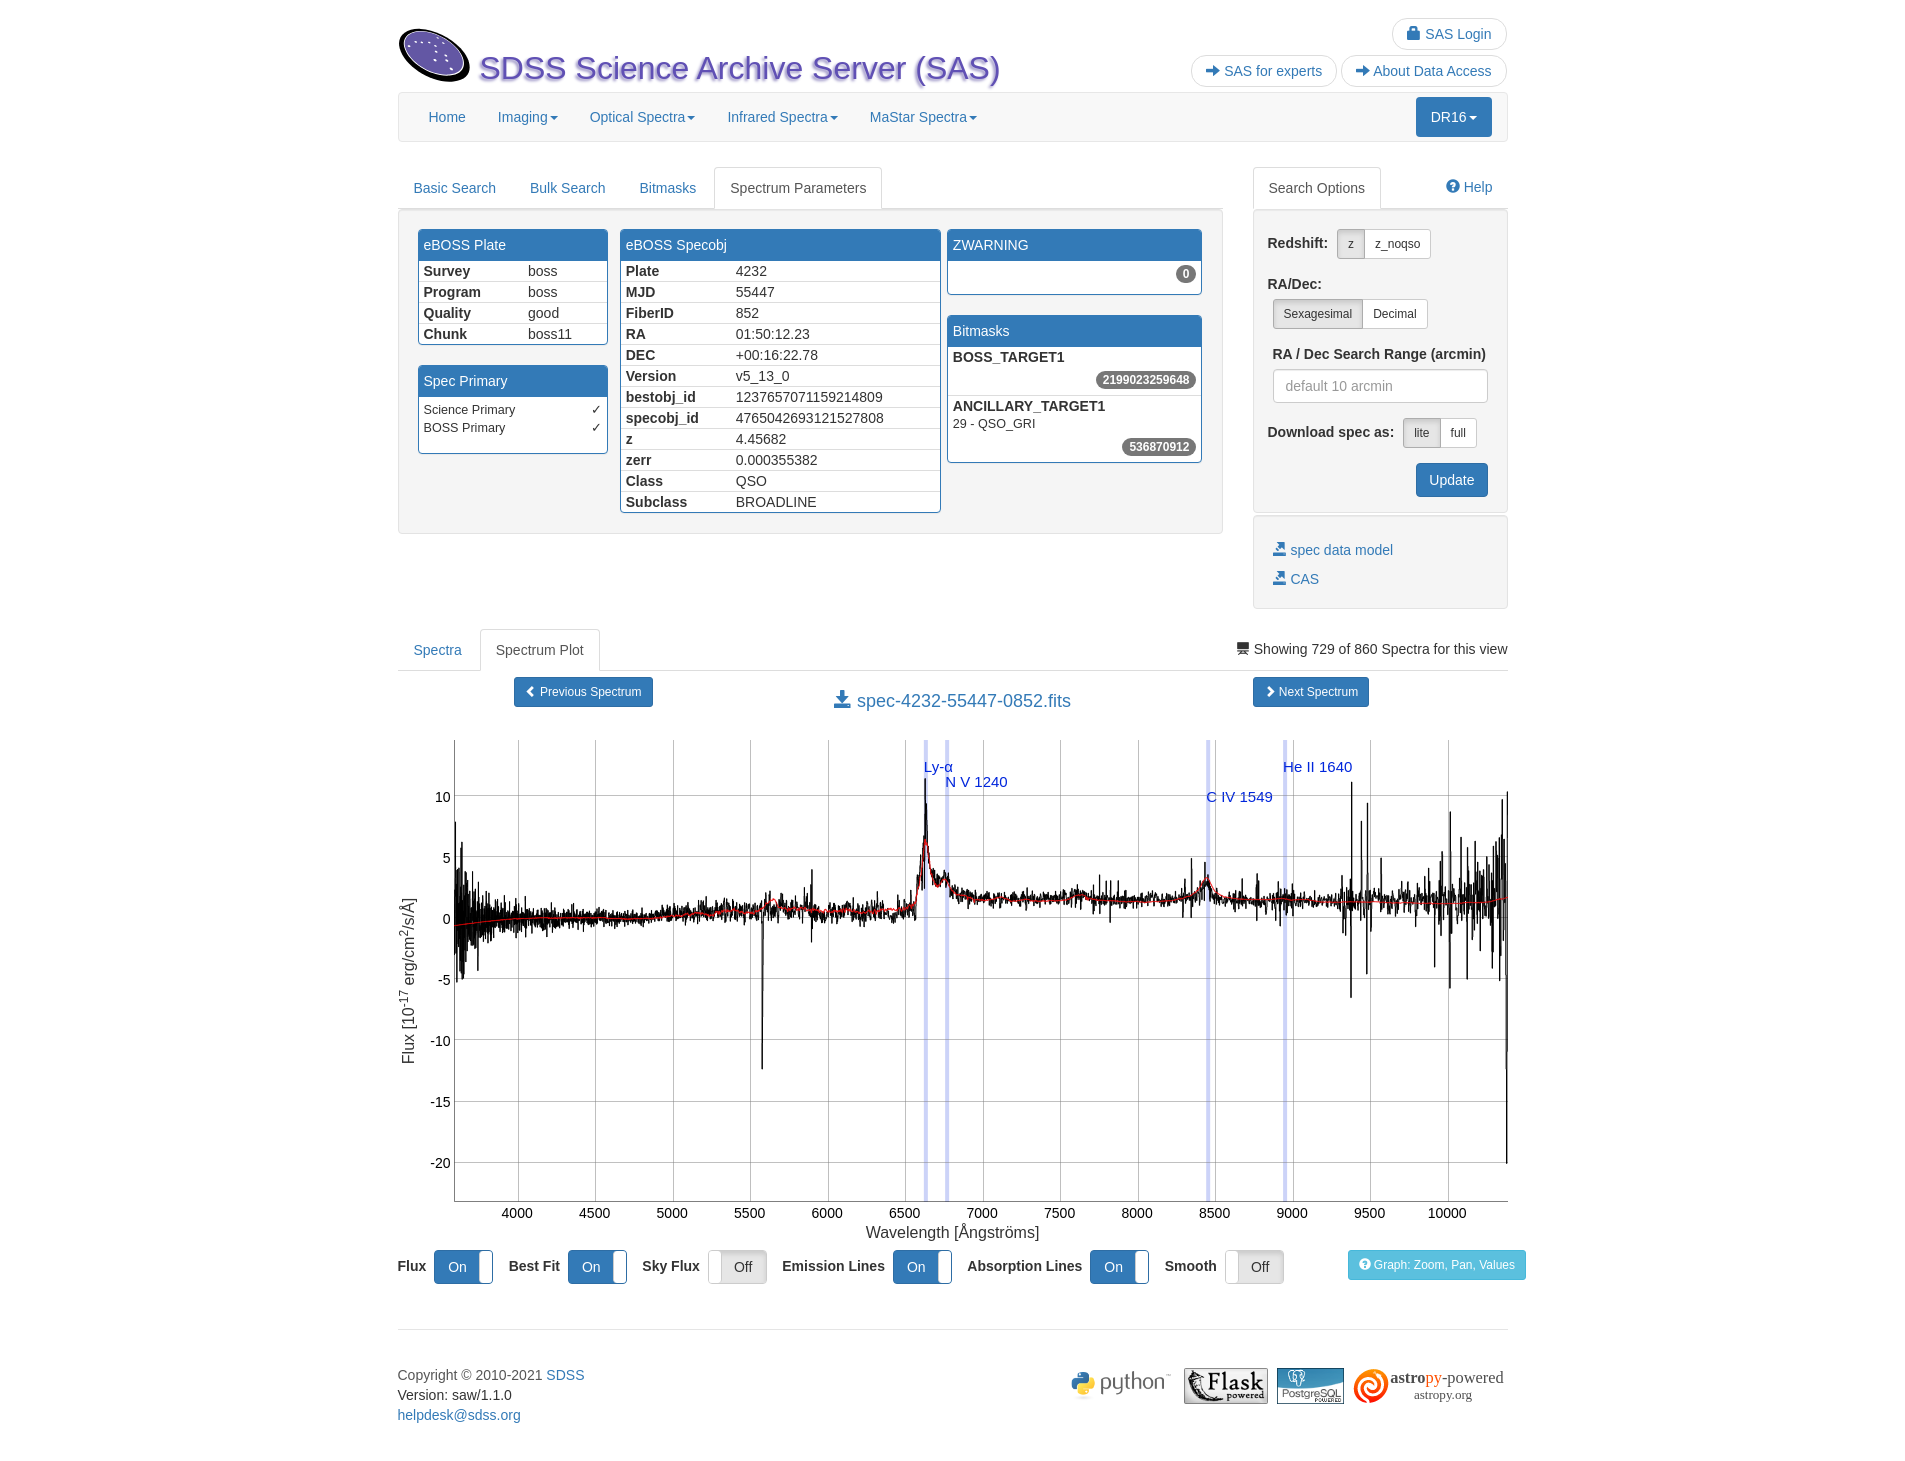 SAS Login
SDSS Science Archive Server (SAS)
SAS for experts
About Data Access
Home
Imaging
Optical Spectra
Infrared Spectra
MaStar Spectra
DR16
Basic Search
Bulk Search
Bitmasks
Spectrum Parameters
eBOSS Plate
Survey boss
Program boss
Quality good
Chunk boss11
Spec Primary
Science Primary ✓
BOSS Primary ✓
eBOSS Specobj
Plate 4232
MJD 55447
FiberID 852
RA 01:50:12.23
DEC +00:16:22.78
Version v5_13_0
bestobj_id 1237657071159214809
specobj_id 4765042693121527808
z 4.45682
zerr 0.000355382
Class QSO
Subclass BROADLINE
ZWARNING
0
Bitmasks
BOSS_TARGET1
2199023259648
ANCILLARY_TARGET1
29 - QSO_GRI
536870912
Search Options
Help
Redshift: z z_noqso
RA/Dec:
Sexagesimal Decimal
RA / Dec Search Range (arcmin)
default 10 arcmin
Download spec as: lite full
Update
spec data model
CAS
Spectra
Spectrum Plot
Showing 729 of 860 Spectra for this view
Previous Spectrum
spec-4232-55447-0852.fits
Next Spectrum
Ly-α
N V 1240
C IV 1549
He II 1640
10
5
0
-5
-10
-15
-20
Flux [10-17 erg/cm2/s/Å]
4000 4500 5000 5500 6000 6500 7000 7500 8000 8500 9000 9500 10000
Wavelength [Ångströms]
Flux On
Best Fit On
Sky Flux Off
Emission Lines On
Absorption Lines On
Smooth Off
Graph: Zoom, Pan, Values
Copyright © 2010-2021 SDSS
Version: saw/1.1.0
helpdesk@sdss.org
python
Flask
powered
PostgreSQL
POWERED
astropy-powered
astropy.org